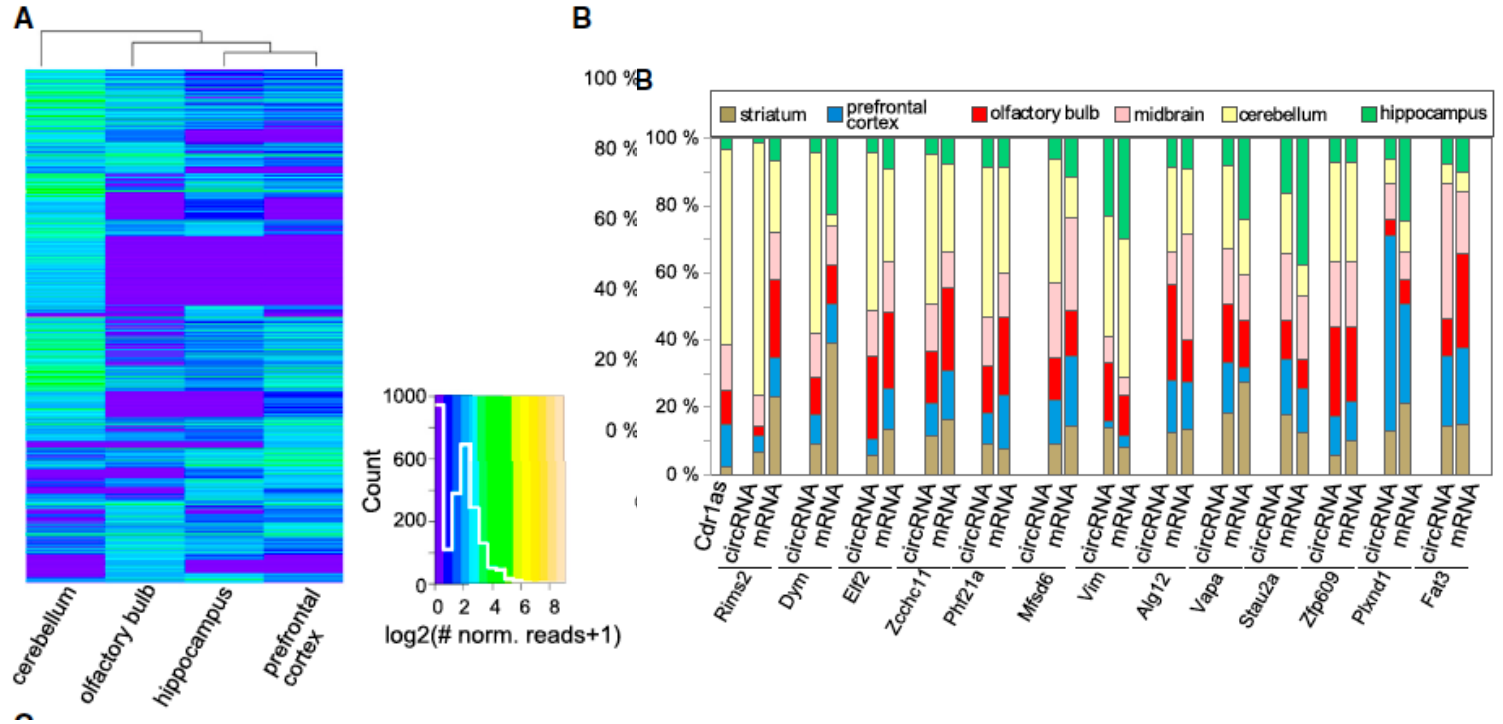 A
B
100 %
80 %
60 %
40 %
20 %
0 %
B
striatum
prefrontal
cortex
olfactory bulb
midbrain
cerebellum
hippocampus
100 %
80 %
60 %
40 %
20 %
0 %
Cdr1as
circRNA
mRNA
circRNA
mRNA
circRNA
mRNA
circRNA
mRNA
circRNA
mRNA
circRNA
mRNA
circRNA
mRNA
circRNA
mRNA
circRNA
mRNA
circRNA
mRNA
circRNA
mRNA
circRNA
mRNA
circRNA
mRNA
Rims2
Dym
Elf2
Zcchc11
Phf21a
Mfsd6
Vim
Alg12
Vapa
Stau2a
Zfp609
Plxnd1
Fat3
1000
600
200
0
Count
0 2 4 6 8
log2(# norm. reads+1)
cerebellum
olfactory bulb
hippocampus
prefrontal
cortex